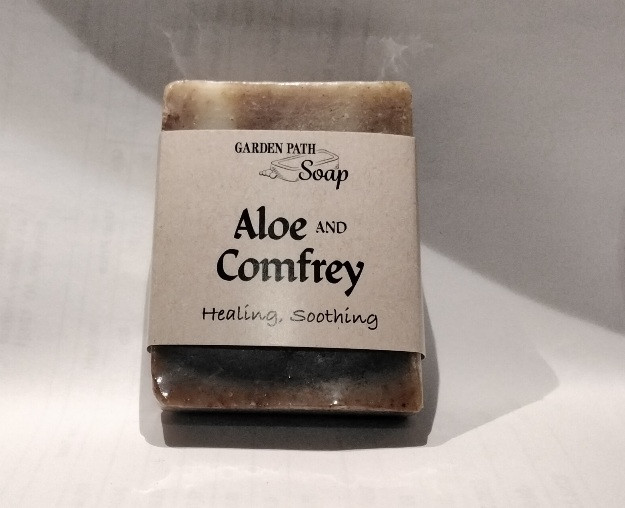 GARDEN PATH
Soap
Aloe AND
Comfrey
Healing, Soothing